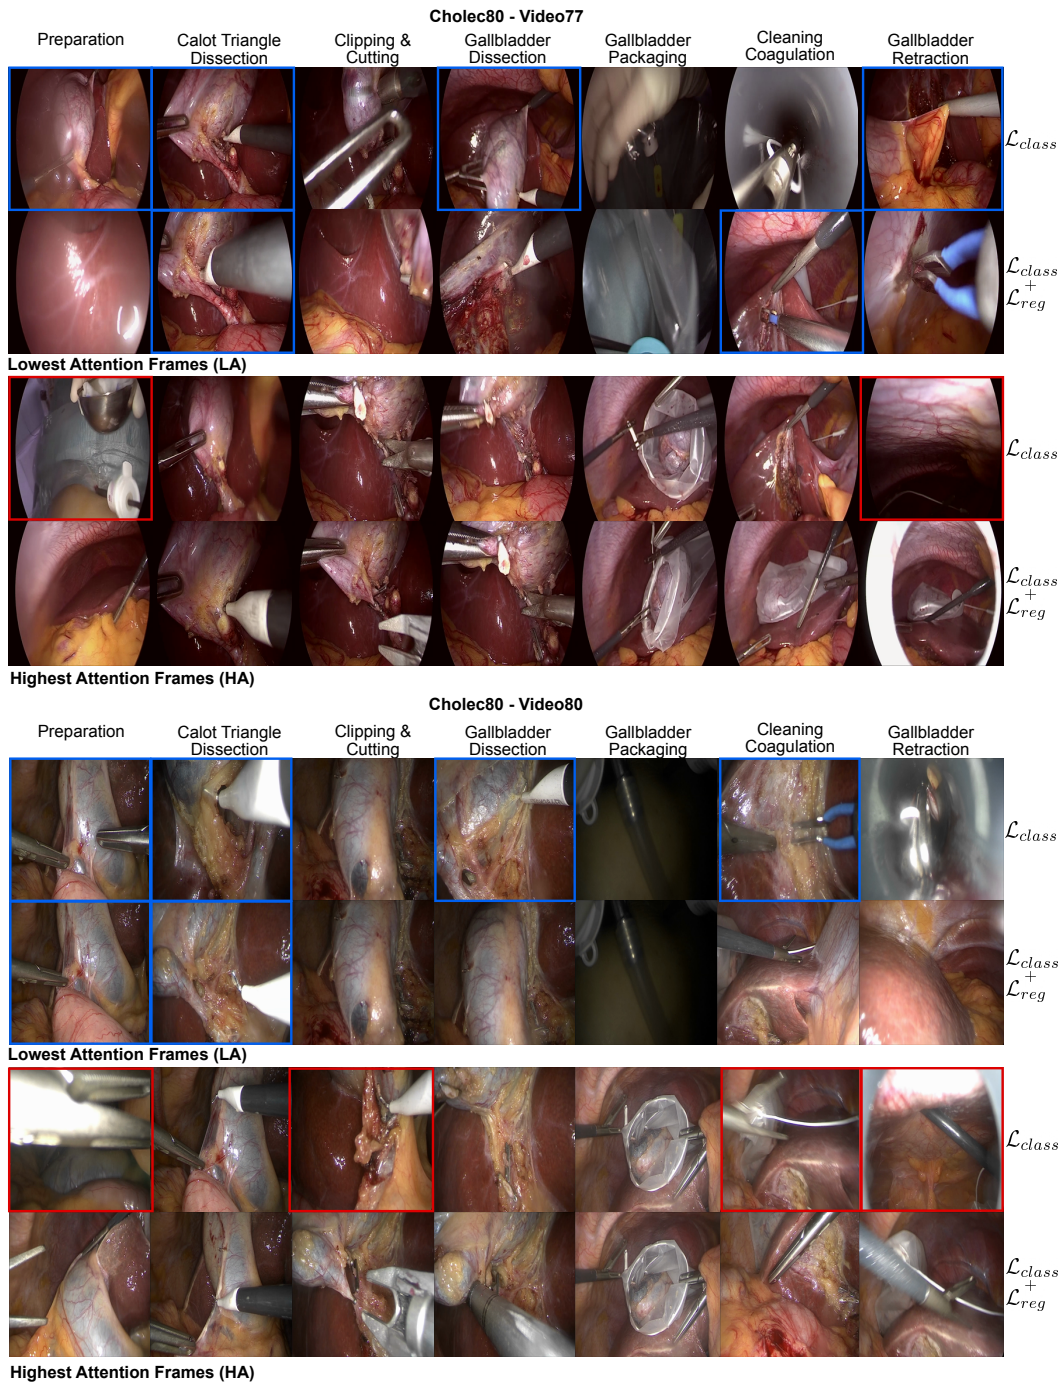 Cholec80 - Video77
Preparation
Calot Triangle
Dissection
Clipping &
Cutting
Gallbladder
Dissection
Gallbladder
Packaging
Cleaning
Coagulation
Gallbladder
Retraction
ℒclass
ℒclass
+
ℒreg
Lowest Attention Frames (LA)
ℒclass
ℒclass
+
ℒreg
Highest Attention Frames (HA)
Cholec80 - Video80
Preparation
Calot Triangle
Dissection
Clipping &
Cutting
Gallbladder
Dissection
Gallbladder
Packaging
Cleaning
Coagulation
Gallbladder
Retraction
ℒclass
ℒclass
+
ℒreg
Lowest Attention Frames (LA)
ℒclass
ℒclass
+
ℒreg
Highest Attention Frames (HA)